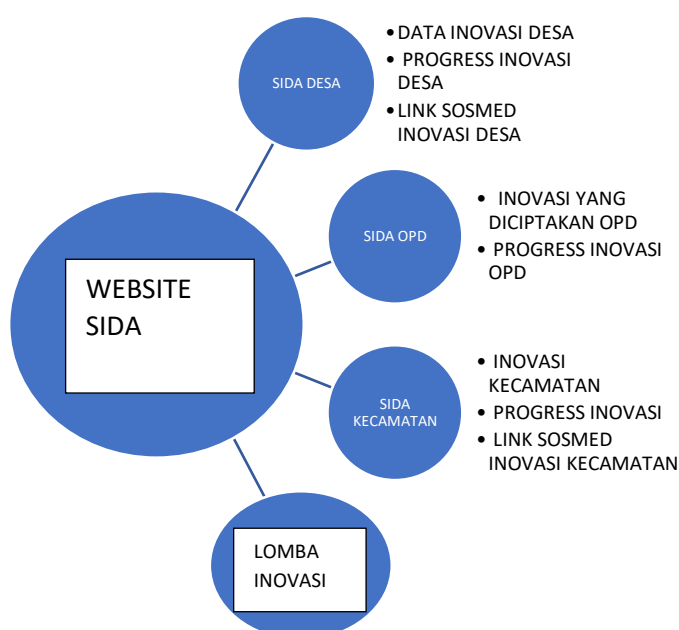 SIDA DESA
•DATA INOVASI DESA
• PROGRESS INOVASI
DESA
•LINK SOSMED
INOVASI DESA
SIDA OPD
• INOVASI YANG
DICIPTAKAN OPD
• PROGRESS INOVASI
OPD
WEBSITE
SIDA
SIDA
KECAMATAN
• INOVASI
KECAMATAN
• PROGRESS INOVASI
• LINK SOSMED
INOVASI KECAMATAN
LOMBA
INOVASI